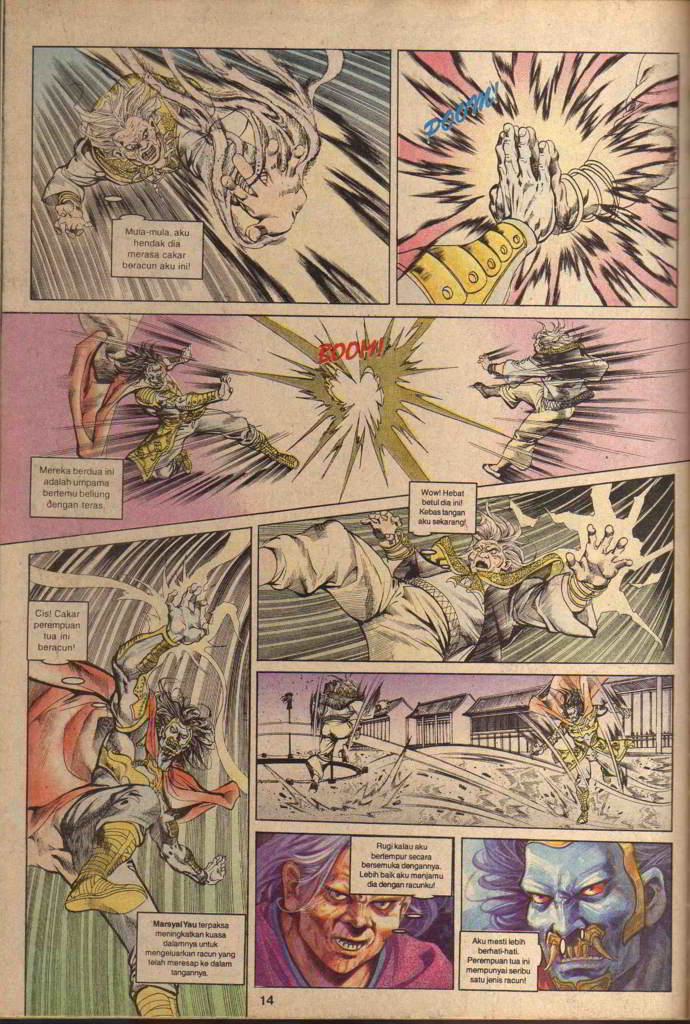 Mula-mula, aku
hendak dia
merasa cakar
beracun aku ini!
POOM!
BOOM!
Mereka berdua ini
adalah umpama
bertemu beliung
dengan teras.
Wow! Hebat
betul dia ini!
Kebas tangan
aku sekarang!
Cis! Cakar
perempuan
tua ini
beracun!
Marsyal Yau terpaksa
meningkatkan kuasa
dalamnya untuk
mengeluarkan racun yang
telah meresap ke dalam
tangannya.
Rugi kalau aku
bertempur secara
bersemuka dengannya.
Lebih baik aku menjamu
dia dengan racunku!
Aku mesti lebih
berhati-hati.
Perempuan tua ini
mempunyai seribu
satu jenis racun!
14